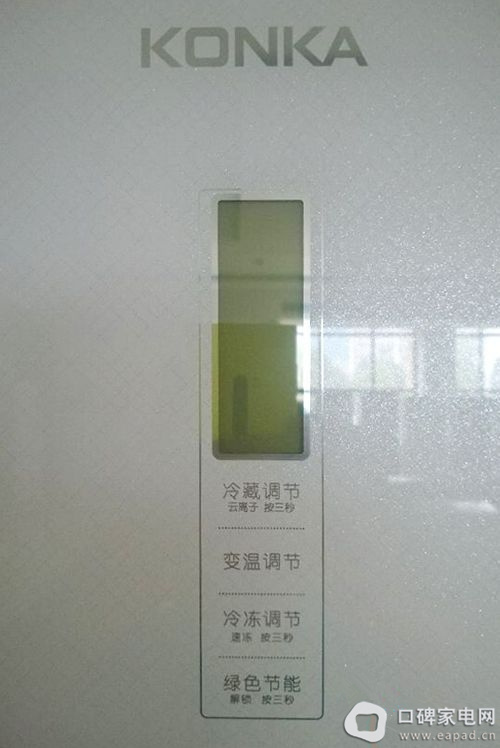 KONKA
冷藏调节
云离子 按三秒
变温调节
冷冻调节
速冻 按三秒
绿色节能
解锁 按三秒
口碑家电网
www.eapad.cn